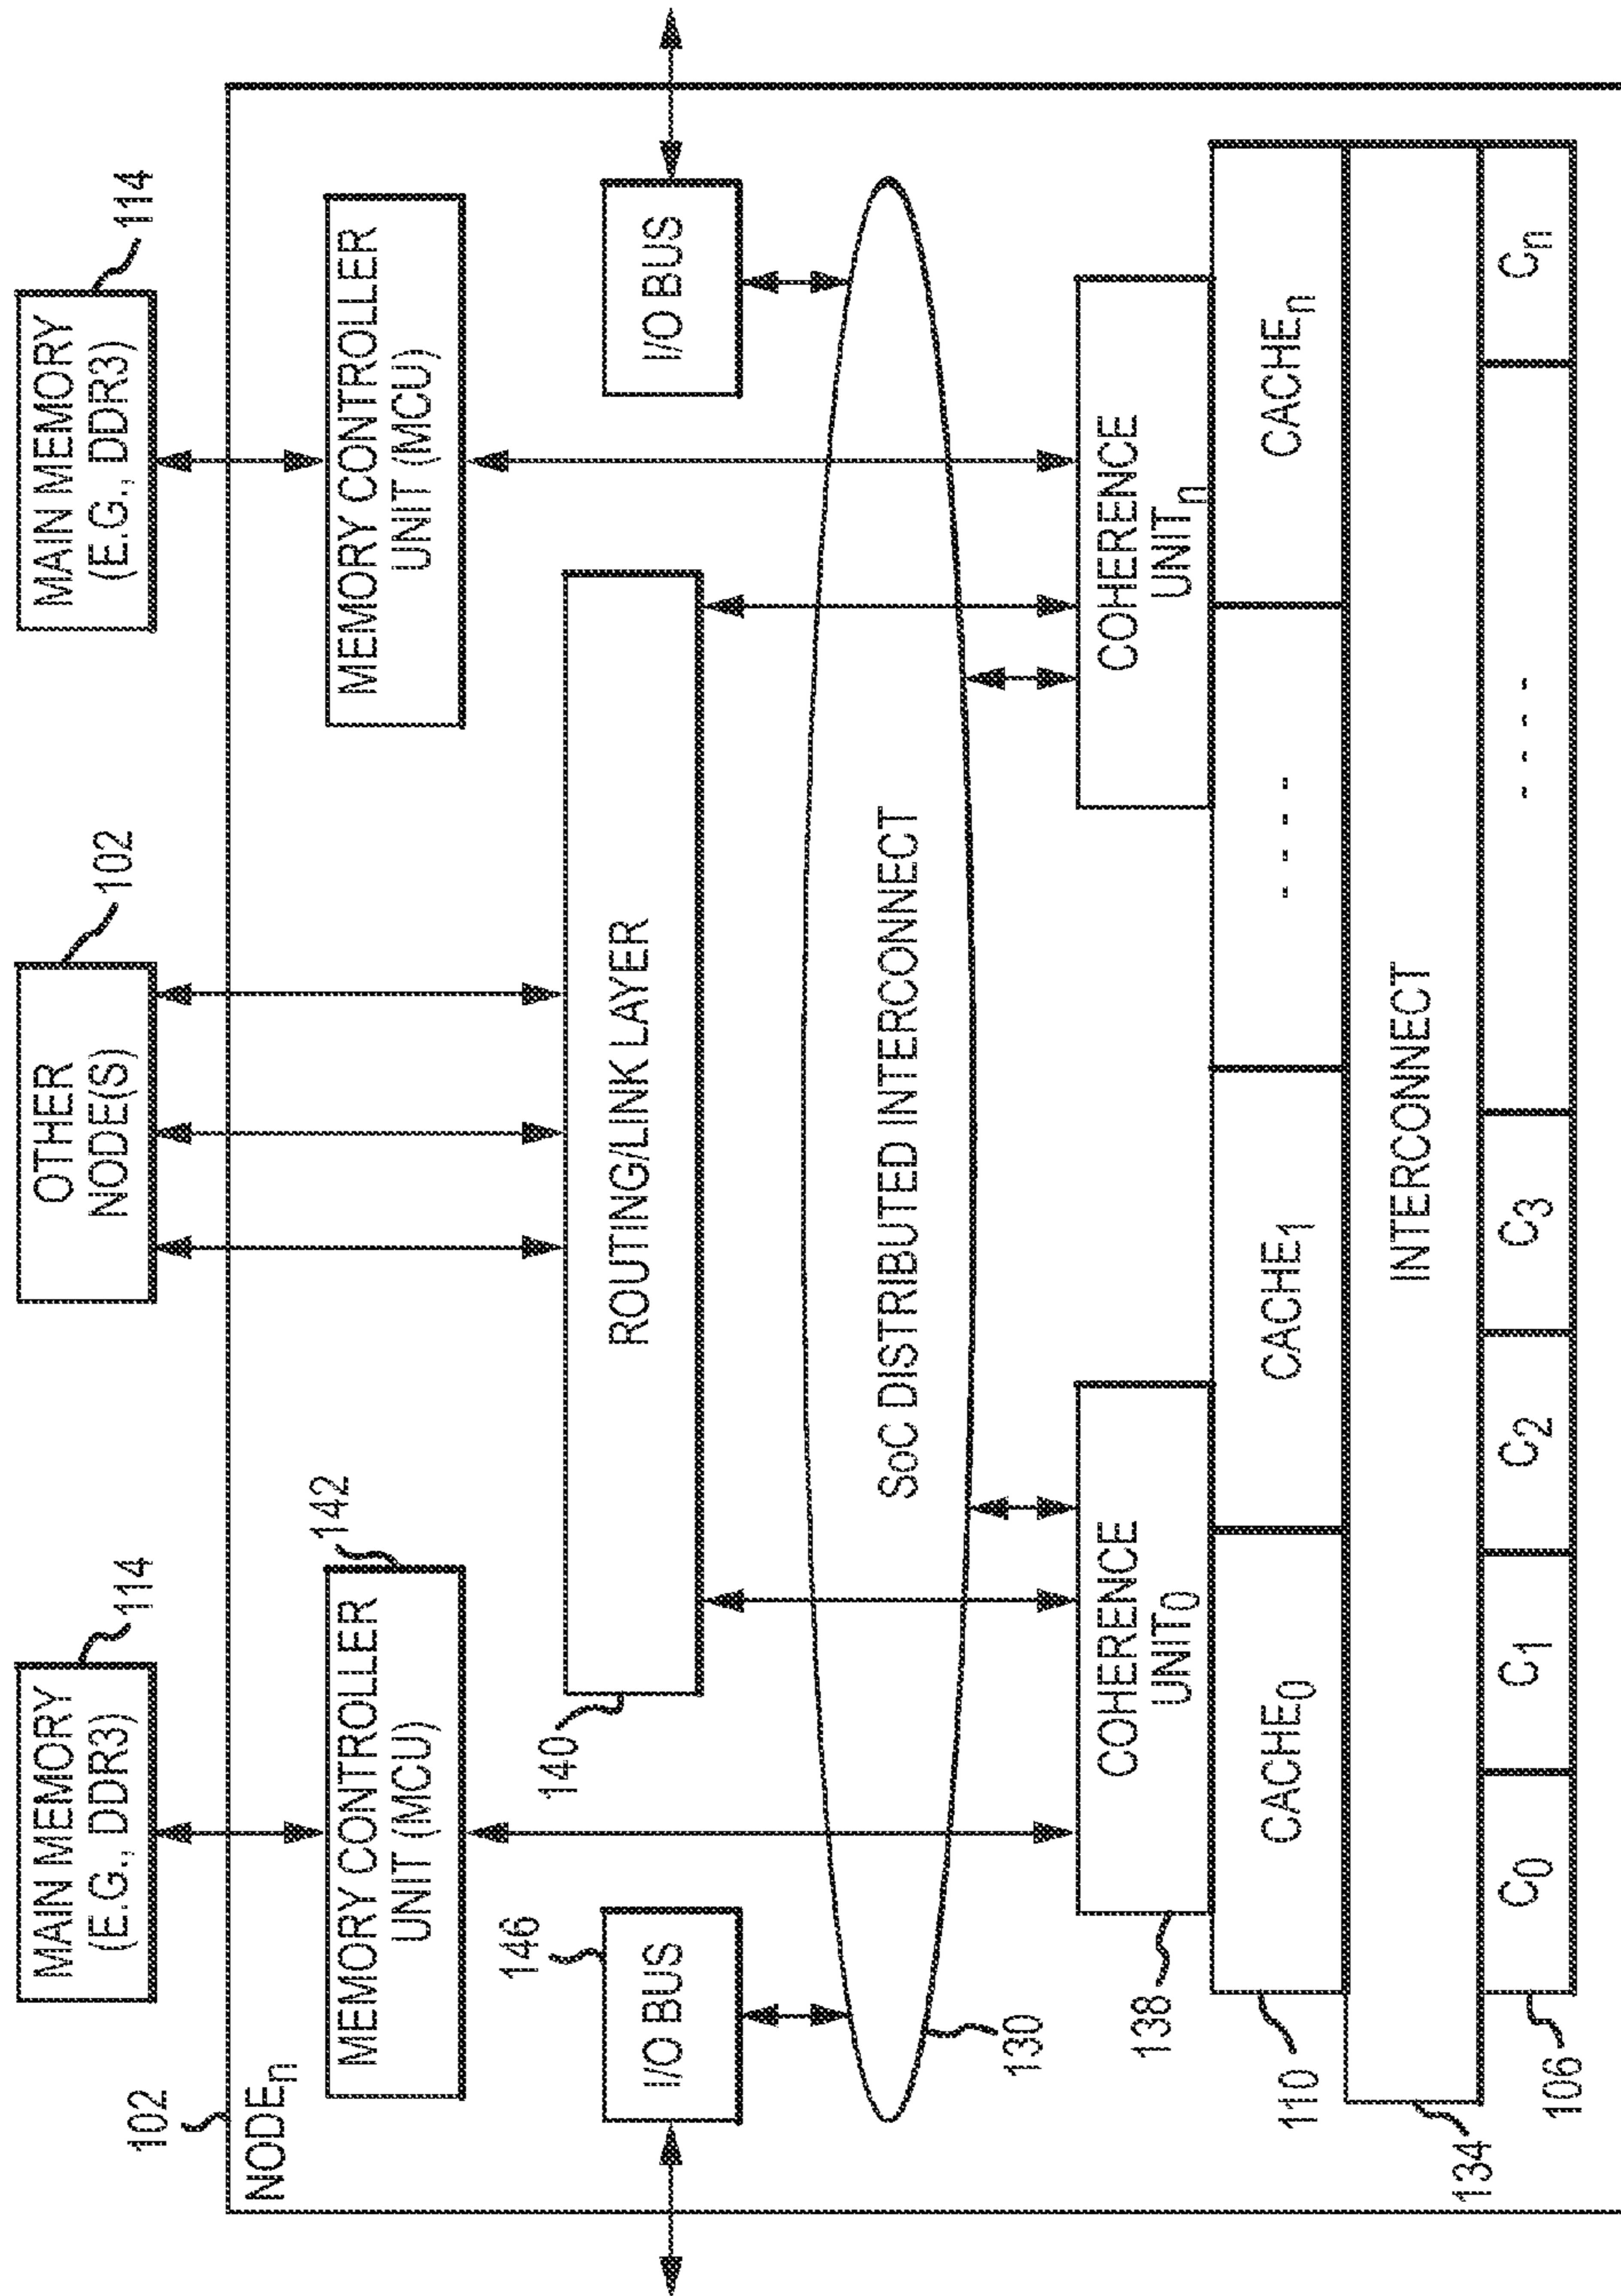 MAIN MEMORY
(E.G., DDR3)
114
OTHER
NODE(S)
102
MAIN MEMORY
(E.G., DDR3)
114
102
NODEₙ
MEMORY CONTROLLER
UNIT (MCU)
142
MEMORY CONTROLLER
UNIT (MCU)
146
I/O BUS
140
ROUTING/LINK LAYER
I/O BUS
SoC DISTRIBUTED INTERCONNECT
130
138
COHERENCE
UNIT₀
COHERENCE
UNITₙ
110
CACHE₀
CACHE₁
- - - -
CACHEₙ
134
INTERCONNECT
106
C₀
C₁
C₂
C₃
- - - -
Cₙ